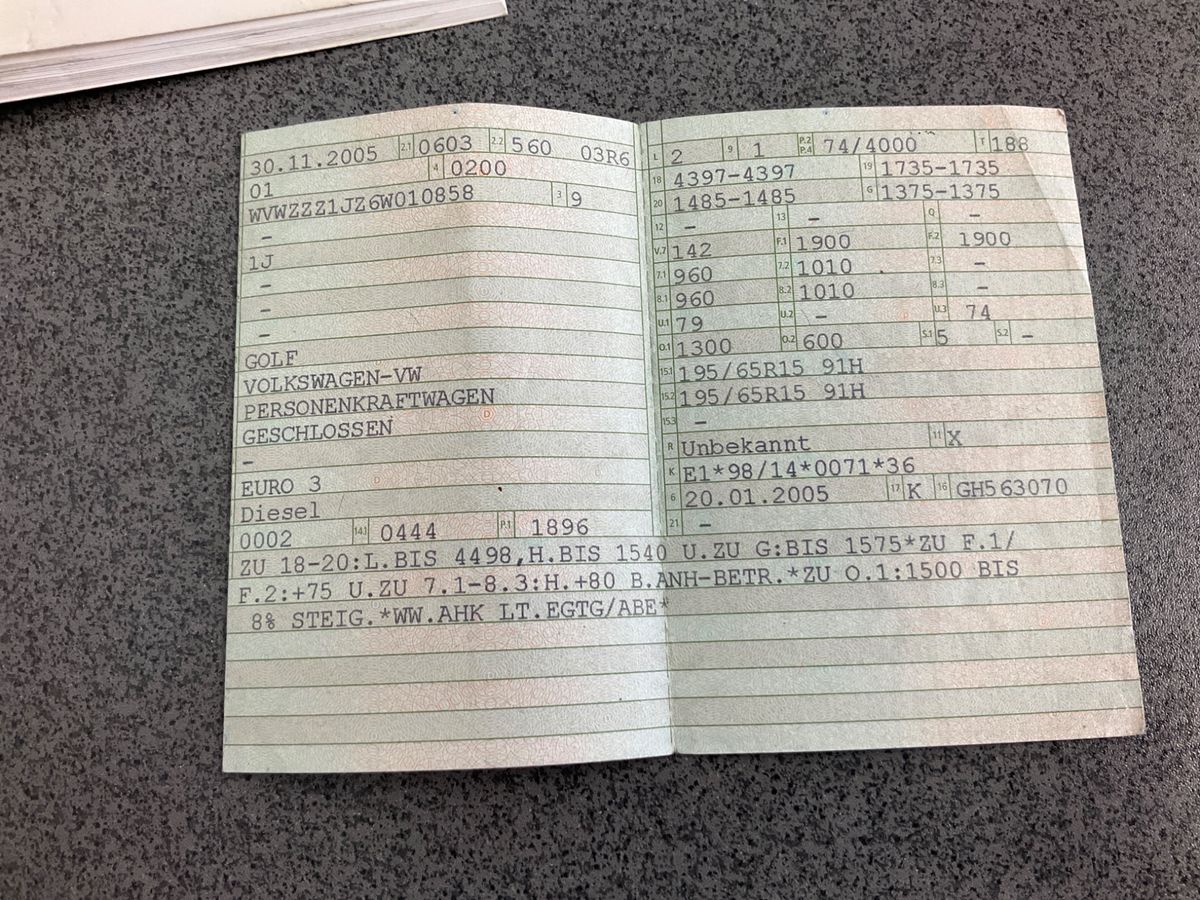 30.11.2005 2.1 0603 2.2 560 03R6
01 4 0200
WVWZZZ1JZ6W010858 3 9
-
1J
-
-
-
GOLF
VOLKSWAGEN-VW
PERSONENKRAFTWAGEN
GESCHLOSSEN
-
EURO 3
Diesel
0002 14.1 0444 P.1 1896
L 2 9 1 P.2 P.4 74/4000 T 188
18 4397-4397 19 1735-1735
20 1485-1485 G 1375-1375
12 - 13 - Q -
V.7 142 F.1 1900 F.2 1900
7.1 960 7.2 1010 7.3 -
8.1 960 8.2 1010 8.3 -
U.1 79 U.2 - U.3 74
O.1 1300 O.2 600 S.1 5 S.2 -
15.1 195/65R15 91H
15.2 195/65R15 91H
15.3 -
R Unbekannt 11 X
K E1*98/14*0071*36
6 20.01.2005 17 K 16 GH563070
21 -
ZU 18-20:L.BIS 4498,H.BIS 1540 U.ZU G:BIS 1575*ZU F.1/
F.2:+75 U.ZU 7.1-8.3:H.+80 B.ANH-BETR.*ZU O.1:1500 BIS
8% STEIG.*WW.AHK LT.EGTG/ABE*